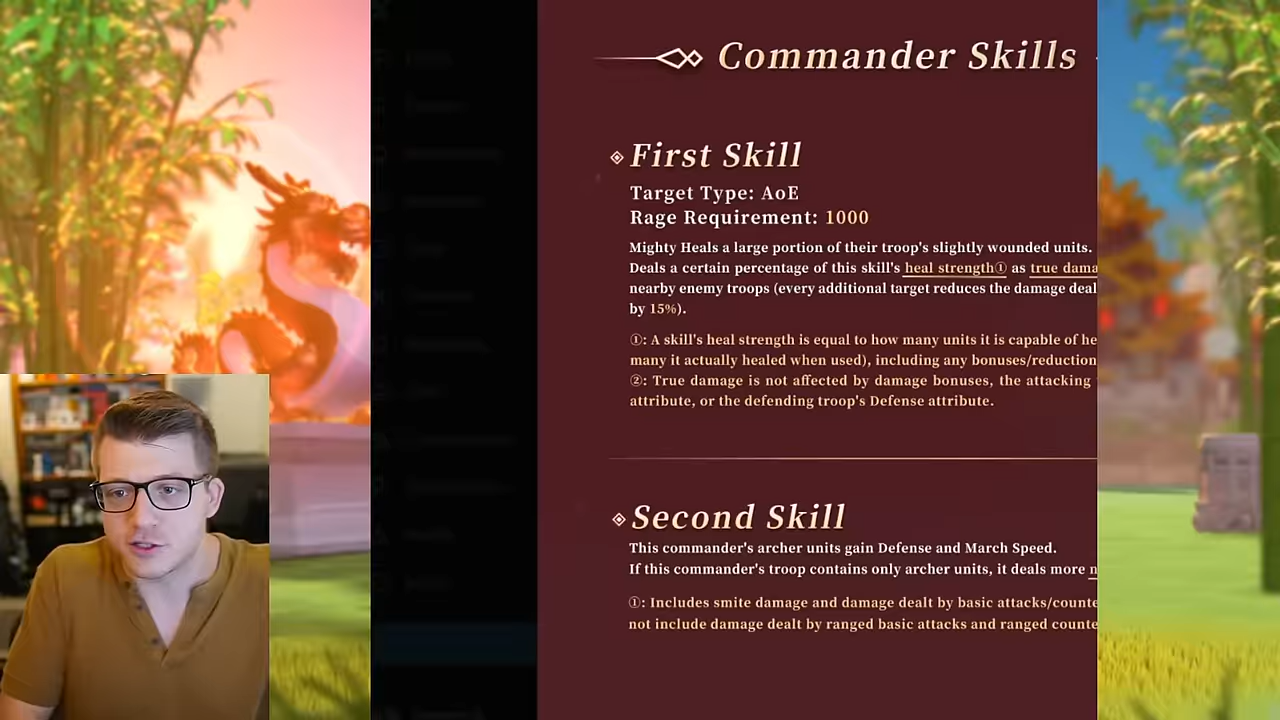 Commander Skills
First Skill
Target Type: AoE
Rage Requirement: 1000
Mighty Heals a large portion of their troop's slightly wounded units.
Deals a certain percentage of this skill's heal strength① as true dama
nearby enemy troops (every additional target reduces the damage deal
by 15%).
①: A skill's heal strength is equal to how many units it is capable of he
many it actually healed when used), including any bonuses/reduction
②: True damage is not affected by damage bonuses, the attacking
attribute, or the defending troop's Defense attribute.
Second Skill
This commander's archer units gain Defense and March Speed.
If this commander's troop contains only archer units, it deals more n
①: Includes smite damage and damage dealt by basic attacks/counte
not include damage dealt by ranged basic attacks and ranged counte